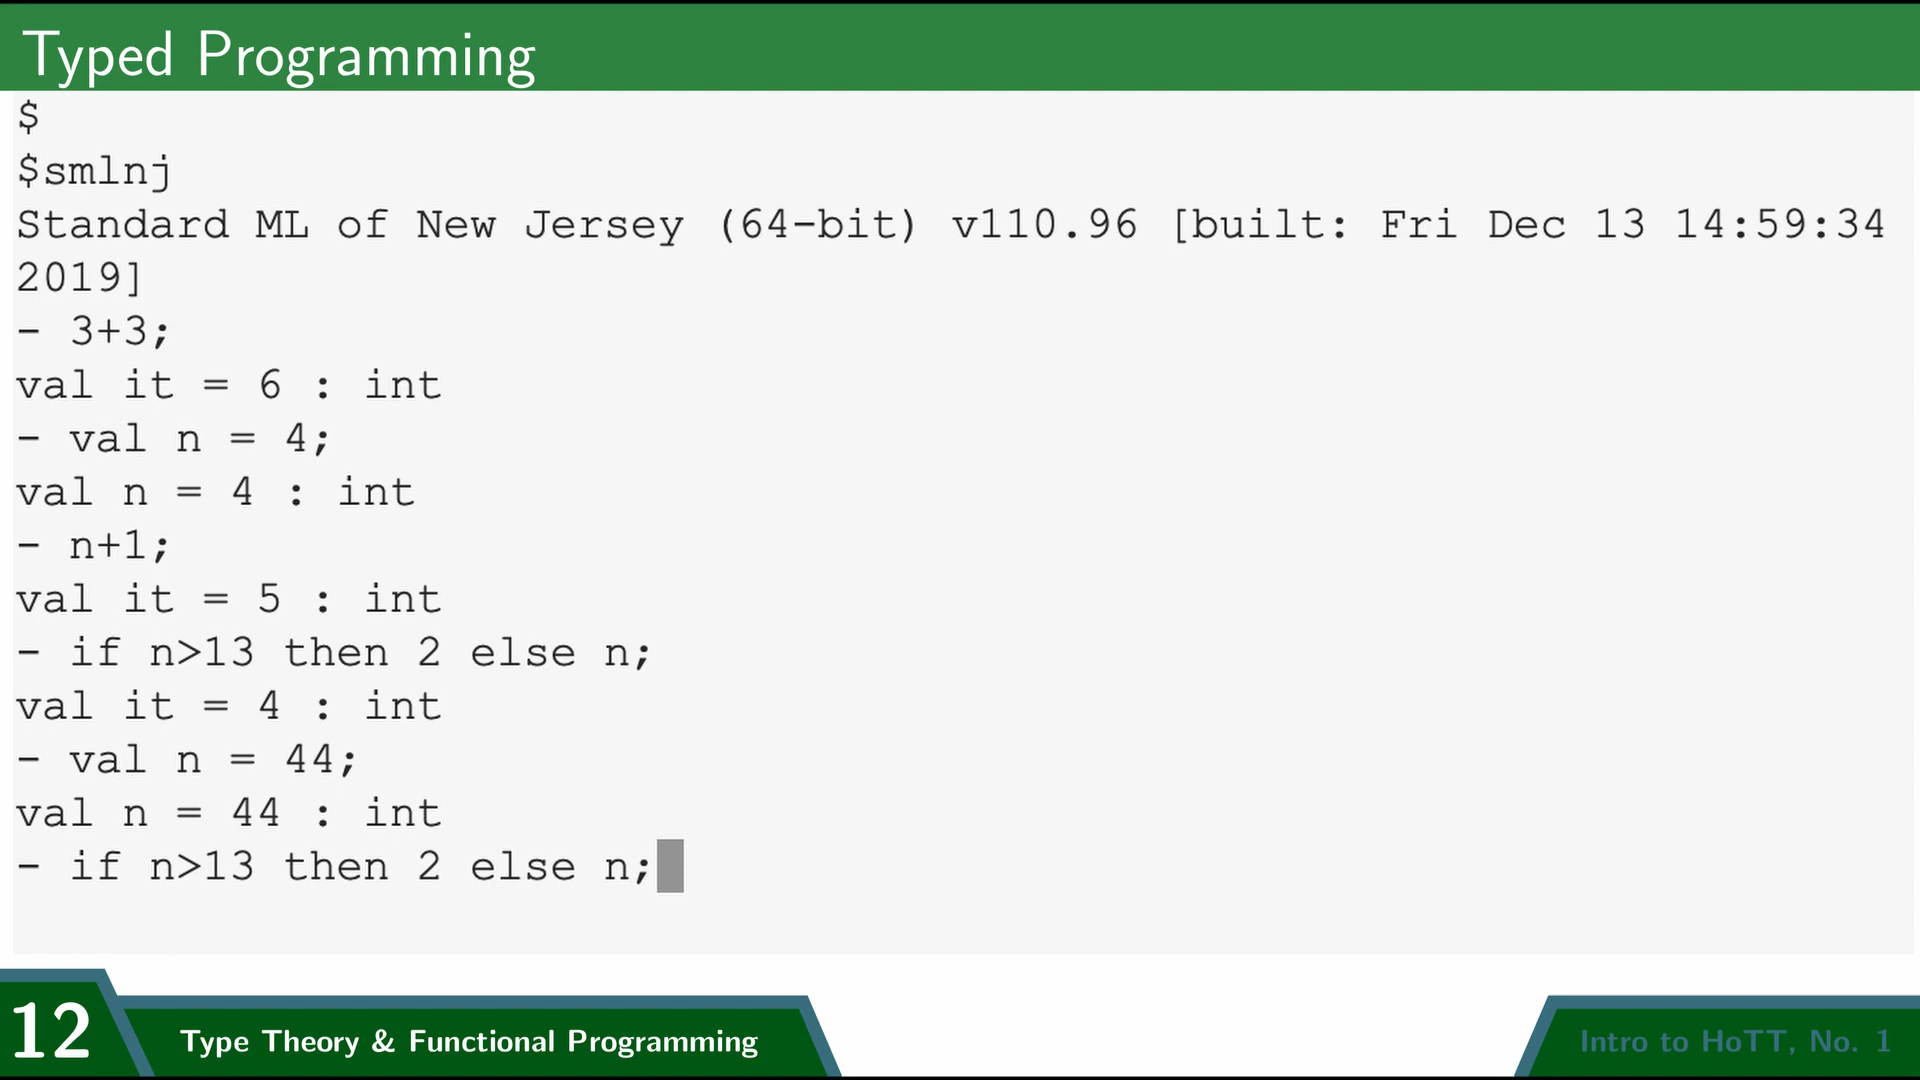 Typed Programming
$
$smlnj
Standard ML of New Jersey (64-bit) v110.96 [built: Fri Dec 13 14:59:34
2019]
- 3+3;
val it = 6 : int
- val n = 4;
val n = 4 : int
- n+1;
val it = 5 : int
- if n>13 then 2 else n;
val it = 4 : int
- val n = 44;
val n = 44 : int
- if n>13 then 2 else n;
12
Type Theory & Functional Programming
Intro to HoTT, No. 1